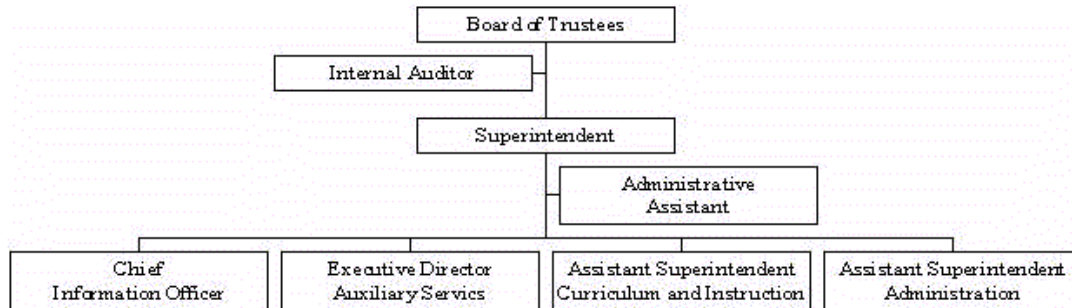 Board of Trustees
Internal Auditor
Superintendent
Administrative
Assistant
Chief
Information Officer
Executive Director
Auxiliary Servics
Assistant Superintendent
Curriculum and Instruction
Assistant Superintendent
Administration